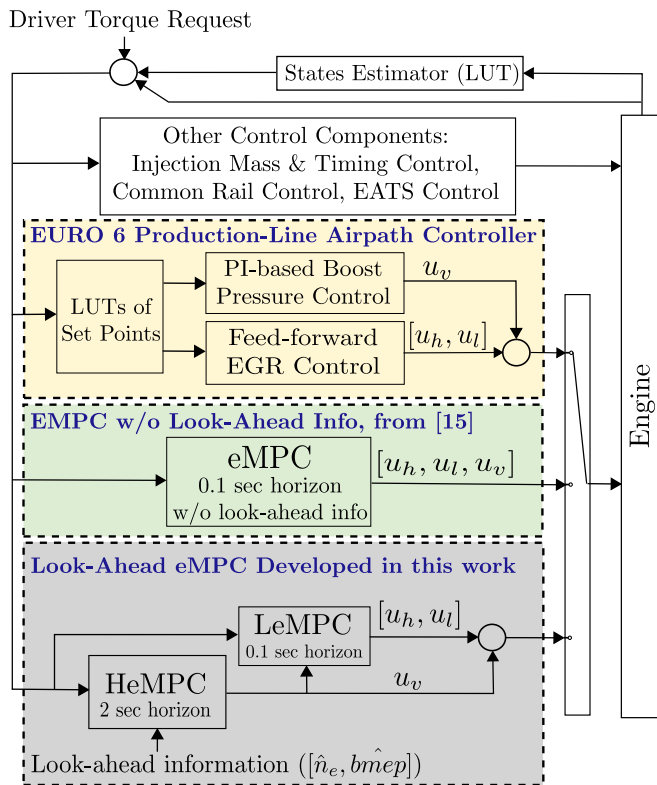 Driver Torque Request
States Estimator (LUT)
Other Control Components:
Injection Mass & Timing Control,
Common Rail Control, EATS Control
EURO 6 Production-Line Airpath Controller
LUTs of
Set Points
PI-based Boost
Pressure Control
u_v
Feed-forward
EGR Control
[u_h, u_l]
Engine
EMPC w/o Look-Ahead Info, from [15]
eMPC
0.1 sec horizon
w/o look-ahead info
[u_h, u_l, u_v]
Look-Ahead eMPC Developed in this work
LeMPC
0.1 sec horizon
[u_h, u_l]
HeMPC
2 sec horizon
u_v
Look-ahead information ([n̂_e, bm̂ep])